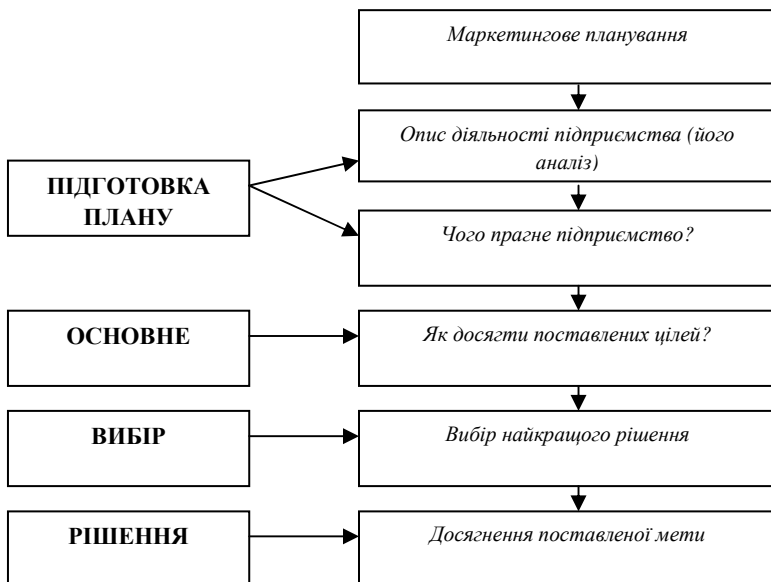 Маркетингове планування
Опис діяльності підприємства (його
аналіз)
ПІДГОТОВКА
ПЛАНУ
Чого прагне підприємство?
ОСНОВНЕ
Як досягти поставлених цілей?
ВИБІР
Вибір найкращого рішення
РІШЕННЯ
Досягнення поставленої мети